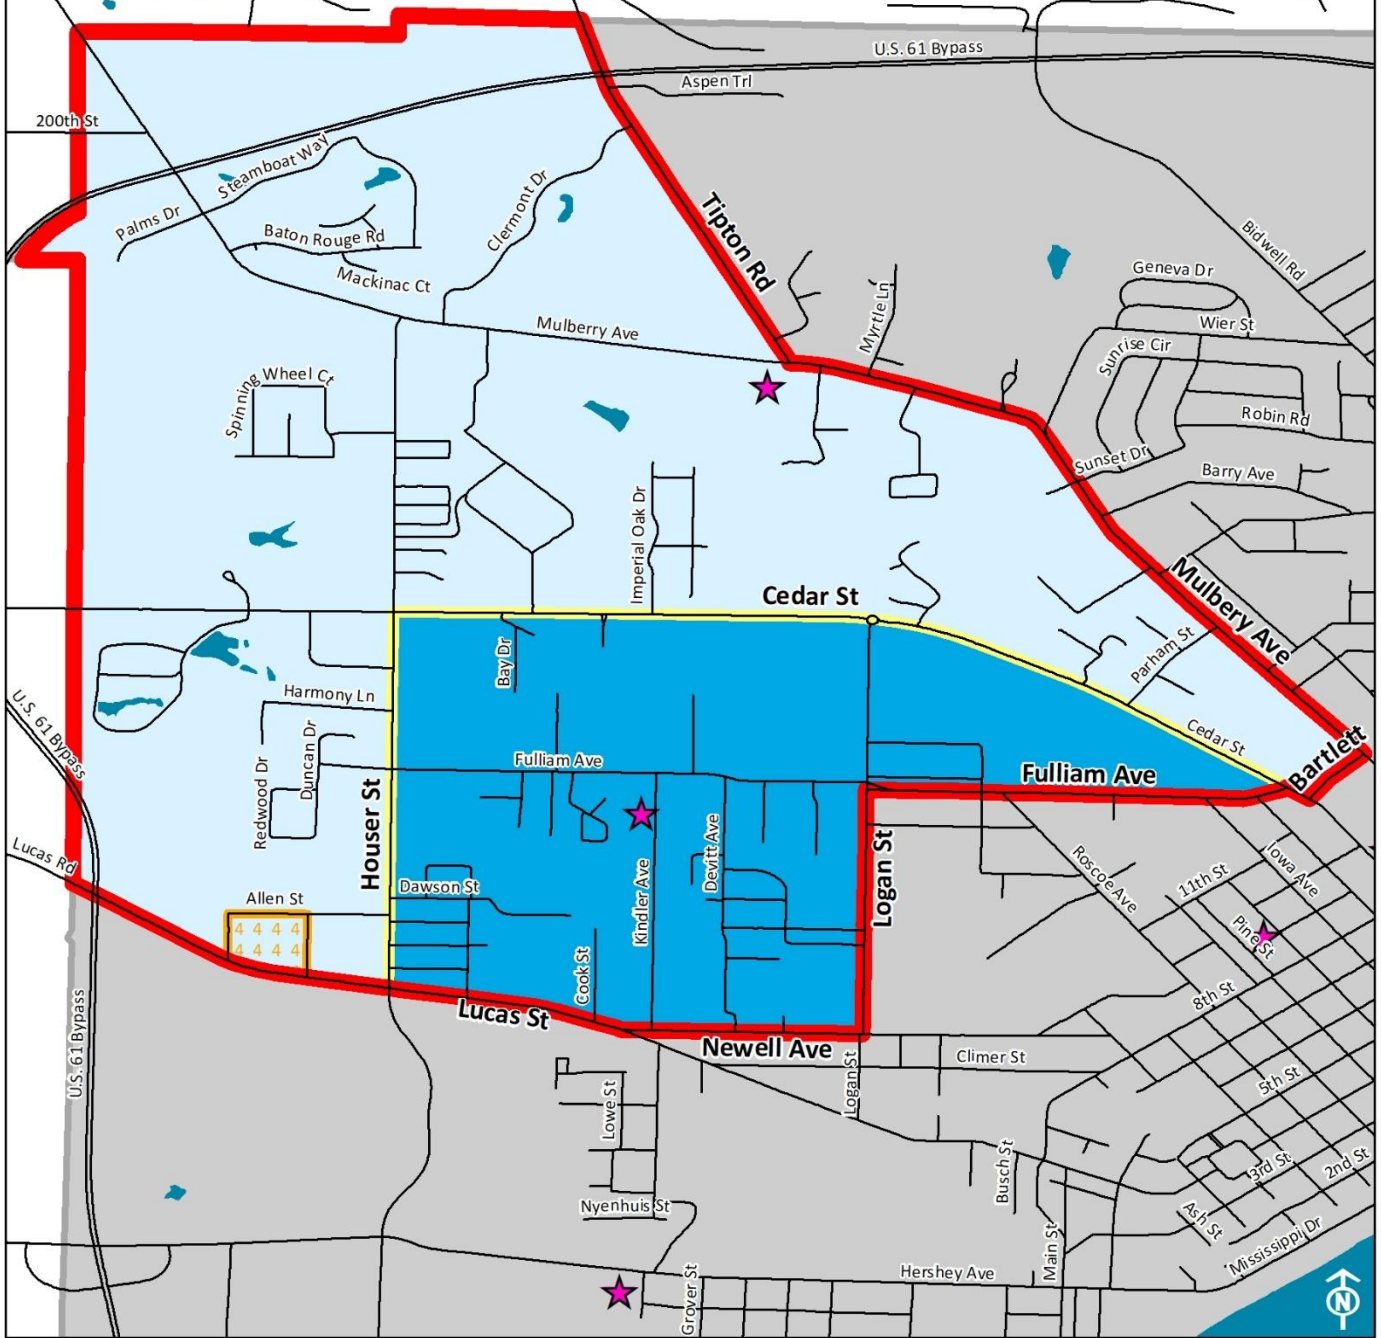 U.S. 61 Bypass
Aspen Trl
200th St
Steamboat Way
Palms Dr
Clermont Dr
Baton Rouge Rd
Mackinac Ct
Tipton Rd
Bidwell Rd
Geneva Dr
Myrtle Ln
Wier St
Mulberry Ave
Sunrise Cir
Spinning Wheel Ct
Robin Rd
Sunset Dr
Barry Ave
Imperial Oak Dr
Cedar St
Mulbery Ave
Parham St
Bay Dr
Harmony Ln
U.S. 61 Bypass
Cedar St
Duncan Dr
Redwood Dr
Fulliam Ave
Fulliam Ave
Bartlett
Houser St
Devitt Ave
Logan St
Lucas Rd
Roscoe Ave
Iowa Ave
11th St
Dawson St
Allen St
Kindler Ave
4 4 4 4
4 4 4 4
Pine St
Cook St
8th St
Lucas St
Newell Ave
U.S. 61 Bypass
Climer St
Logan St
5th St
Lowe St
Busch St
3rd St
2nd St
Nyenhuis St
Ash St
Main St
Mississippi Dr
Hershey Ave
Grover St
N